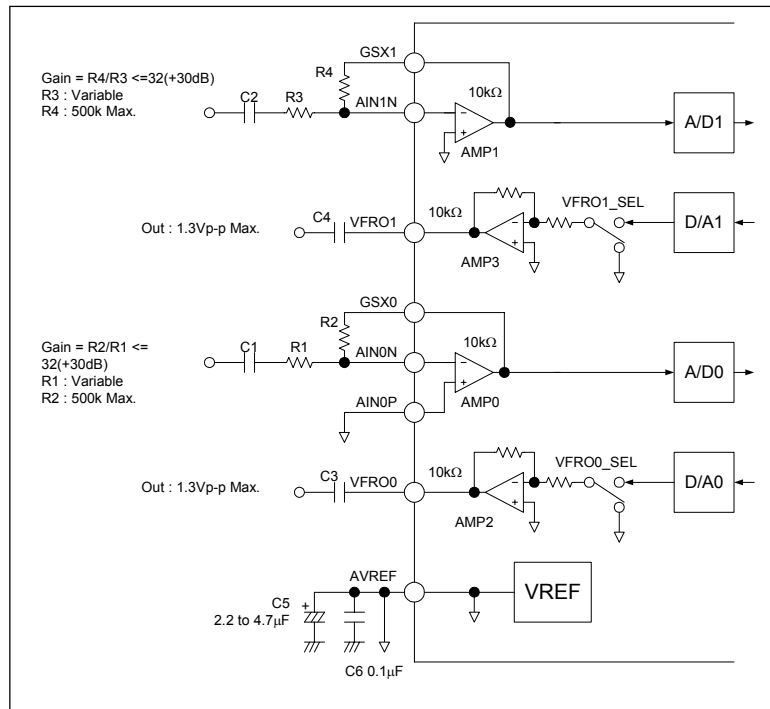 GSX1
Gain = R4/R3 <=32(+30dB)
R3 : Variable
R4 : 500k Max.
C2
R3
R4
AIN1N
10kΩ
AMP1
A/D1
Out : 1.3Vp-p Max.
C4
VFRO1
10kΩ
AMP3
VFRO1_SEL
D/A1
GSX0
Gain = R2/R1 <=
32(+30dB)
R1 : Variable
R2 : 500k Max.
C1
R1
R2
AIN0N
10kΩ
AMP0
A/D0
AIN0P
Out : 1.3Vp-p Max.
C3
VFRO0
10kΩ
AMP2
VFRO0_SEL
D/A0
AVREF
VREF
C5
2.2 to 4.7μF
+
C6 0.1μF